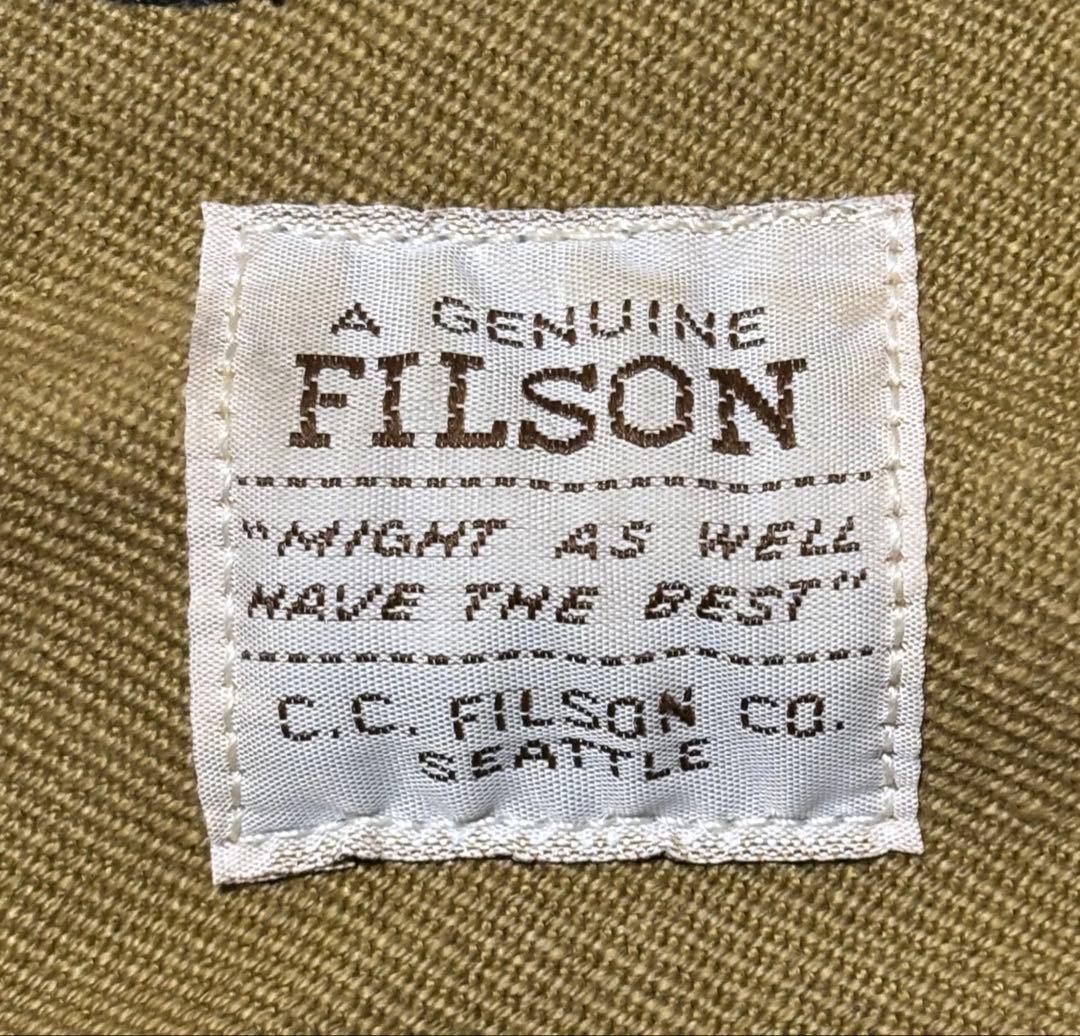 A GENUINE
FILSON
"MIGHT AS WELL
HAVE THE BEST"
C.C. FILSON CO.
SEATTLE